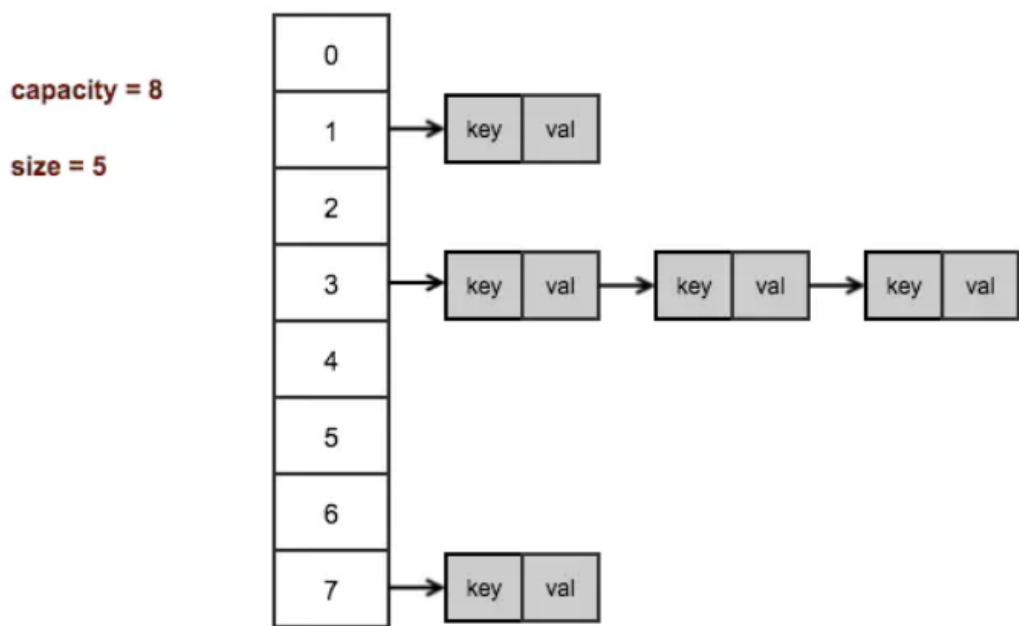 capacity = 8
size = 5
0
1 key val
2
3 key val key val key val
4
5
6
7 key val